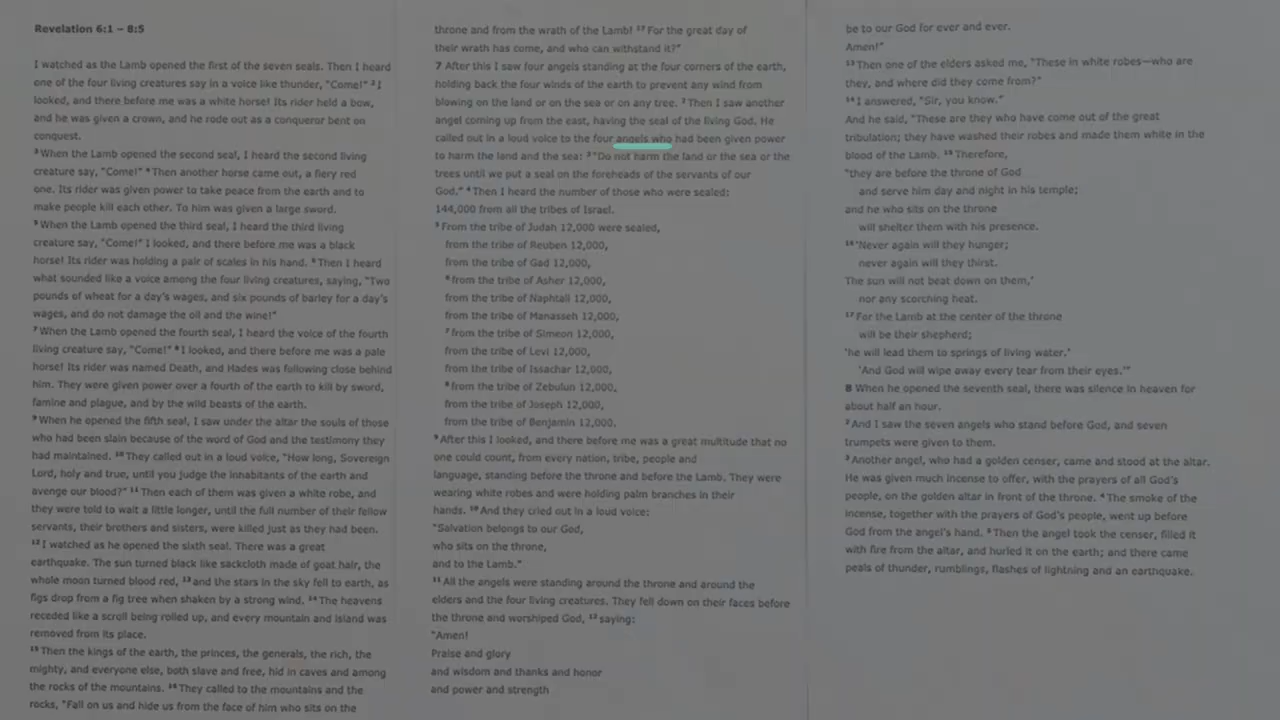 Revelation 6:1 – 8:5
I watched as the Lamb opened the first of the seven seals. Then I heard
one of the four living creatures say in a voice like thunder, "Come!" ² I
looked, and there before me was a white horse! Its rider held a bow,
and he was given a crown, and he rode out as a conqueror bent on
conquest.
³ When the Lamb opened the second seal, I heard the second living
creature say, "Come!" ⁴ Then another horse came out, a fiery red
one. Its rider was given power to take peace from the earth and to
make people kill each other. To him was given a large sword.
⁵ When the Lamb opened the third seal, I heard the third living
creature say, "Come!" I looked, and there before me was a black
horse! Its rider was holding a pair of scales in his hand. ⁶ Then I heard
what sounded like a voice among the four living creatures, saying, "Two
pounds of wheat for a day's wages, and six pounds of barley for a day's
wages, and do not damage the oil and the wine!"
⁷ When the Lamb opened the fourth seal, I heard the voice of the fourth
living creature say, "Come!" ⁸ I looked, and there before me was a pale
horse! Its rider was named Death, and Hades was following close behind
him. They were given power over a fourth of the earth to kill by sword,
famine and plague, and by the wild beasts of the earth.
⁹ When he opened the fifth seal, I saw under the altar the souls of those
who had been slain because of the word of God and the testimony they
had maintained. ¹⁰ They called out in a loud voice, "How long, Sovereign
Lord, holy and true, until you judge the inhabitants of the earth and
avenge our blood?" ¹¹ Then each of them was given a white robe, and
they were told to wait a little longer, until the full number of their fellow
servants, their brothers and sisters, were killed just as they had been.
¹² I watched as he opened the sixth seal. There was a great
earthquake. The sun turned black like sackcloth made of goat hair, the
whole moon turned blood red, ¹³ and the stars in the sky fell to earth, as
figs drop from a fig tree when shaken by a strong wind. ¹⁴ The heavens
receded like a scroll being rolled up, and every mountain and island was
removed from its place.
¹⁵ Then the kings of the earth, the princes, the generals, the rich, the
mighty, and everyone else, both slave and free, hid in caves and among
the rocks of the mountains. ¹⁶ They called to the mountains and the
rocks, "Fall on us and hide us from the face of him who sits on the
throne and from the wrath of the Lamb! ¹⁷ For the great day of
their wrath has come, and who can withstand it?"
7 After this I saw four angels standing at the four corners of the earth,
holding back the four winds of the earth to prevent any wind from
blowing on the land or on the sea or on any tree. ² Then I saw another
angel coming up from the east, having the seal of the living God. He
called out in a loud voice to the four angels who had been given power
to harm the land and the sea: ³ "Do not harm the land or the sea or the
trees until we put a seal on the foreheads of the servants of our
God." ⁴ Then I heard the number of those who were sealed:
144,000 from all the tribes of Israel.
⁵ From the tribe of Judah 12,000 were sealed,
from the tribe of Reuben 12,000,
from the tribe of Gad 12,000,
⁶ from the tribe of Asher 12,000,
from the tribe of Naphtali 12,000,
from the tribe of Manasseh 12,000,
⁷ from the tribe of Simeon 12,000,
from the tribe of Levi 12,000,
from the tribe of Issachar 12,000,
⁸ from the tribe of Zebulun 12,000,
from the tribe of Joseph 12,000,
from the tribe of Benjamin 12,000.
⁹ After this I looked, and there before me was a great multitude that no
one could count, from every nation, tribe, people and
language, standing before the throne and before the Lamb. They were
wearing white robes and were holding palm branches in their
hands. ¹⁰ And they cried out in a loud voice:
"Salvation belongs to our God,
who sits on the throne,
and to the Lamb."
¹¹ All the angels were standing around the throne and around the
elders and the four living creatures. They fell down on their faces before
the throne and worshiped God, ¹² saying:
"Amen!
Praise and glory
and wisdom and thanks and honor
and power and strength
be to our God for ever and ever.
Amen!"
¹³ Then one of the elders asked me, "These in white robes—who are
they, and where did they come from?"
¹⁴ I answered, "Sir, you know."
And he said, "These are they who have come out of the great
tribulation; they have washed their robes and made them white in the
blood of the Lamb. ¹⁵ Therefore,
"they are before the throne of God
and serve him day and night in his temple;
and he who sits on the throne
will shelter them with his presence.
¹⁶ 'Never again will they hunger;
never again will they thirst.
The sun will not beat down on them,'
nor any scorching heat.
¹⁷ For the Lamb at the center of the throne
will be their shepherd;
'he will lead them to springs of living water.'
'And God will wipe away every tear from their eyes.'"
8 When he opened the seventh seal, there was silence in heaven for
about half an hour.
² And I saw the seven angels who stand before God, and seven
trumpets were given to them.
³ Another angel, who had a golden censer, came and stood at the altar.
He was given much incense to offer, with the prayers of all God's
people, on the golden altar in front of the throne. ⁴ The smoke of the
incense, together with the prayers of God's people, went up before
God from the angel's hand. ⁵ Then the angel took the censer, filled it
with fire from the altar, and hurled it on the earth; and there came
peals of thunder, rumblings, flashes of lightning and an earthquake.